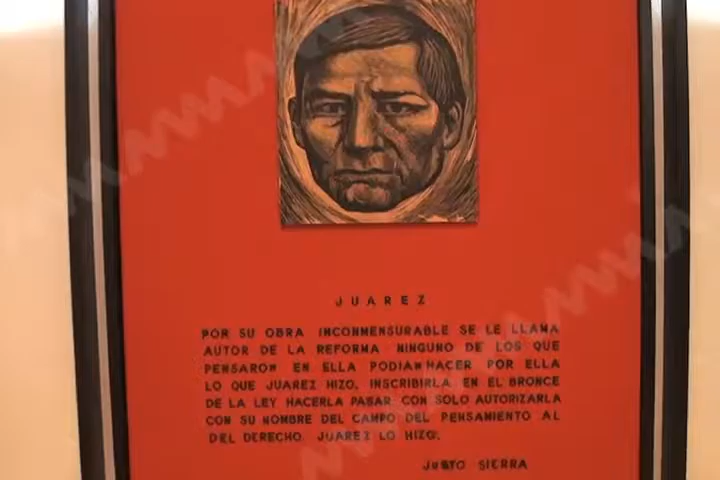 JUAREZ
POR SU OBRA INCONMENSURABLE SE LE LLAMA
AUTOR DE LA REFORMA NINGUNO DE LOS QUE
PENSARON EN ELLA PODIAN HACER POR ELLA
LO QUE JUAREZ HIZO, INSCRIBIRLA EN EL BRONCE
DE LA LEY HACERLA PASAR CON SOLO AUTORIZARLA
CON SU NOMBRE DEL CAMPO DEL PENSAMIENTO AL
DEL DERECHO. JUAREZ LO HIZO.
JUSTO SIERRA